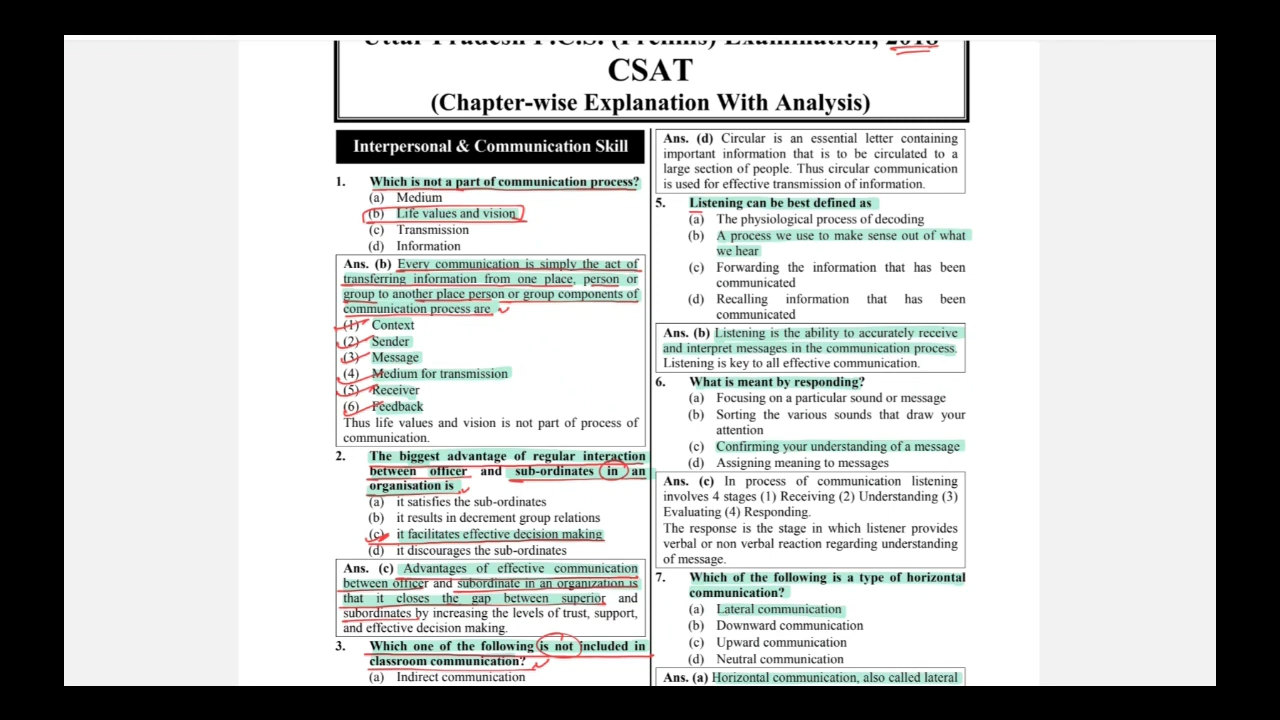 Uttar Pradesh P.C.S. (Prelims) Examination, 2018
CSAT
(Chapter-wise Explanation With Analysis)
Interpersonal & Communication Skill
1. Which is not a part of communication process?
(a) Medium
(b) Life values and vision
(c) Transmission
(d) Information
Ans. (b) Every communication is simply the act of
transferring information from one place, person or
group to another place person or group components of
communication process are
(1) Context
(2) Sender
(3) Message
(4) Medium for transmission
(5) Receiver
(6) Feedback
Thus life values and vision is not part of process of
communication.
2. The biggest advantage of regular interaction
between officer and sub-ordinates in an
organisation is
(a) it satisfies the sub-ordinates
(b) it results in decrement group relations
(c) it facilitates effective decision making
(d) it discourages the sub-ordinates
Ans. (c) Advantages of effective communication
between officer and subordinate in an organization is
that it closes the gap between superior and
subordinates by increasing the levels of trust, support,
and effective decision making.
3. Which one of the following is not included in
classroom communication?
(a) Indirect communication
Ans. (d) Circular is an essential letter containing
important information that is to be circulated to a
large section of people. Thus circular communication
is used for effective transmission of information.
5. Listening can be best defined as
(a) The physiological process of decoding
(b) A process we use to make sense out of what
we hear
(c) Forwarding the information that has been
communicated
(d) Recalling information that has been
communicated
Ans. (b) Listening is the ability to accurately receive
and interpret messages in the communication process.
Listening is key to all effective communication.
6. What is meant by responding?
(a) Focusing on a particular sound or message
(b) Sorting the various sounds that draw your
attention
(c) Confirming your understanding of a message
(d) Assigning meaning to messages
Ans. (c) In process of communication listening
involves 4 stages (1) Receiving (2) Understanding (3)
Evaluating (4) Responding.
The response is the stage in which listener provides
verbal or non verbal reaction regarding understanding
of message.
7. Which of the following is a type of horizontal
communication?
(a) Lateral communication
(b) Downward communication
(c) Upward communication
(d) Neutral communication
Ans. (a) Horizontal communication, also called lateral